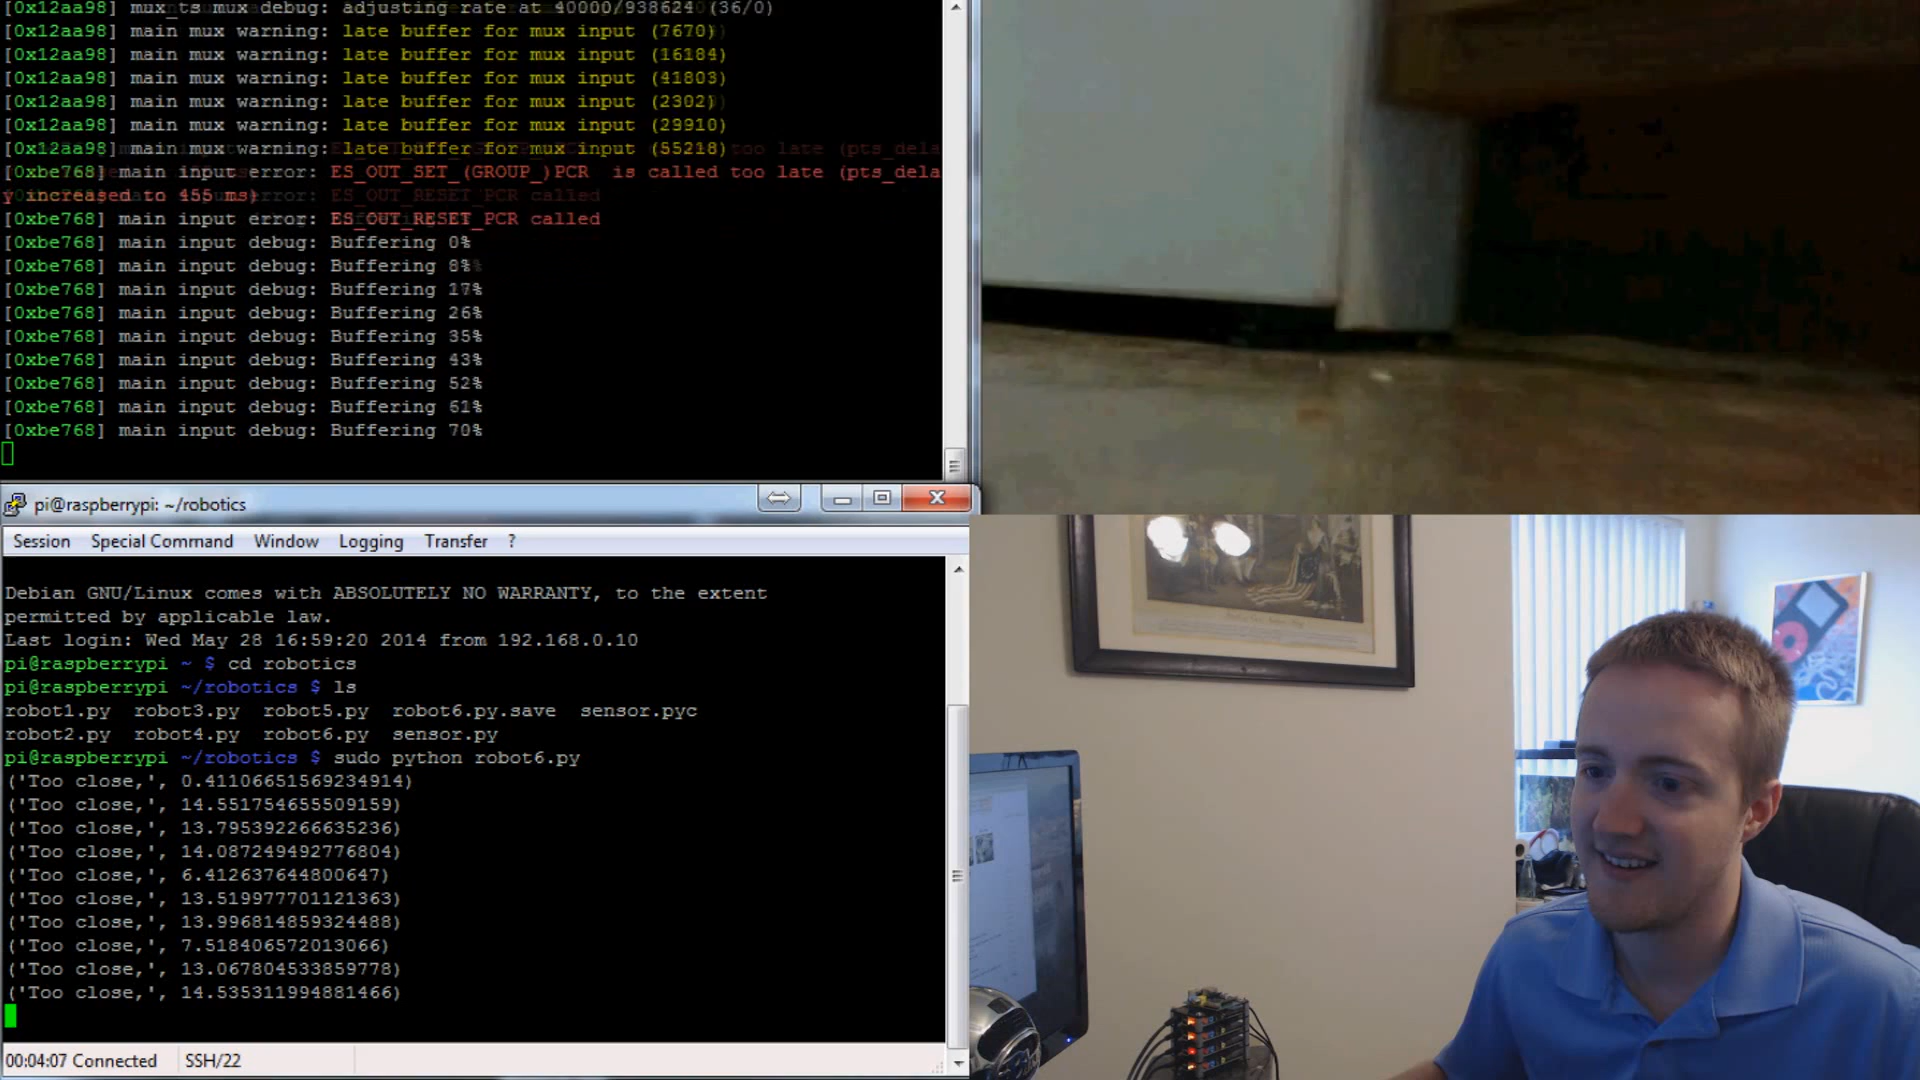 [0x12aa98] mux_ts mux debug: adjusting rate at 40000/938624 (36/0)
[0x12aa98] main mux warning: late buffer for mux input (7670)
[0x12aa98] main mux warning: late buffer for mux input (16184)
[0x12aa98] main mux warning: late buffer for mux input (41803)
[0x12aa98] main mux warning: late buffer for mux input (2302)
[0x12aa98] main mux warning: late buffer for mux input (29910)
[0x12aa98] main mux warning: late buffer for mux input (55218)
[0xbe768] main input error: ES_OUT_SET_(GROUP_)PCR  is called too late (pts_dela
y increased to 455 ms)
[0xbe768] main input error: ES_OUT_RESET_PCR called
[0xbe768] main input debug: Buffering 0%
[0xbe768] main input debug: Buffering 8%
[0xbe768] main input debug: Buffering 17%
[0xbe768] main input debug: Buffering 26%
[0xbe768] main input debug: Buffering 35%
[0xbe768] main input debug: Buffering 43%
[0xbe768] main input debug: Buffering 52%
[0xbe768] main input debug: Buffering 61%
[0xbe768] main input debug: Buffering 70%
pi@raspberrypi: ~/robotics
Session Special Command Window Logging Transfer ?
Debian GNU/Linux comes with ABSOLUTELY NO WARRANTY, to the extent
permitted by applicable law.
Last login: Wed May 28 16:59:20 2014 from 192.168.0.10
pi@raspberrypi ~ $ cd robotics
pi@raspberrypi ~/robotics $ ls
robot1.py  robot3.py  robot5.py  robot6.py.save  sensor.pyc
robot2.py  robot4.py  robot6.py  sensor.py
pi@raspberrypi ~/robotics $ sudo python robot6.py
('Too close,', 0.41106651569234914)
('Too close,', 14.551754655509159)
('Too close,', 13.795392266635236)
('Too close,', 14.087249492776804)
('Too close,', 6.412637644800647)
('Too close,', 13.519977701121363)
('Too close,', 13.996814859324488)
('Too close,', 7.518406572013066)
('Too close,', 13.067804533859778)
('Too close,', 14.535311994881466)
00:04:07 Connected SSH/22